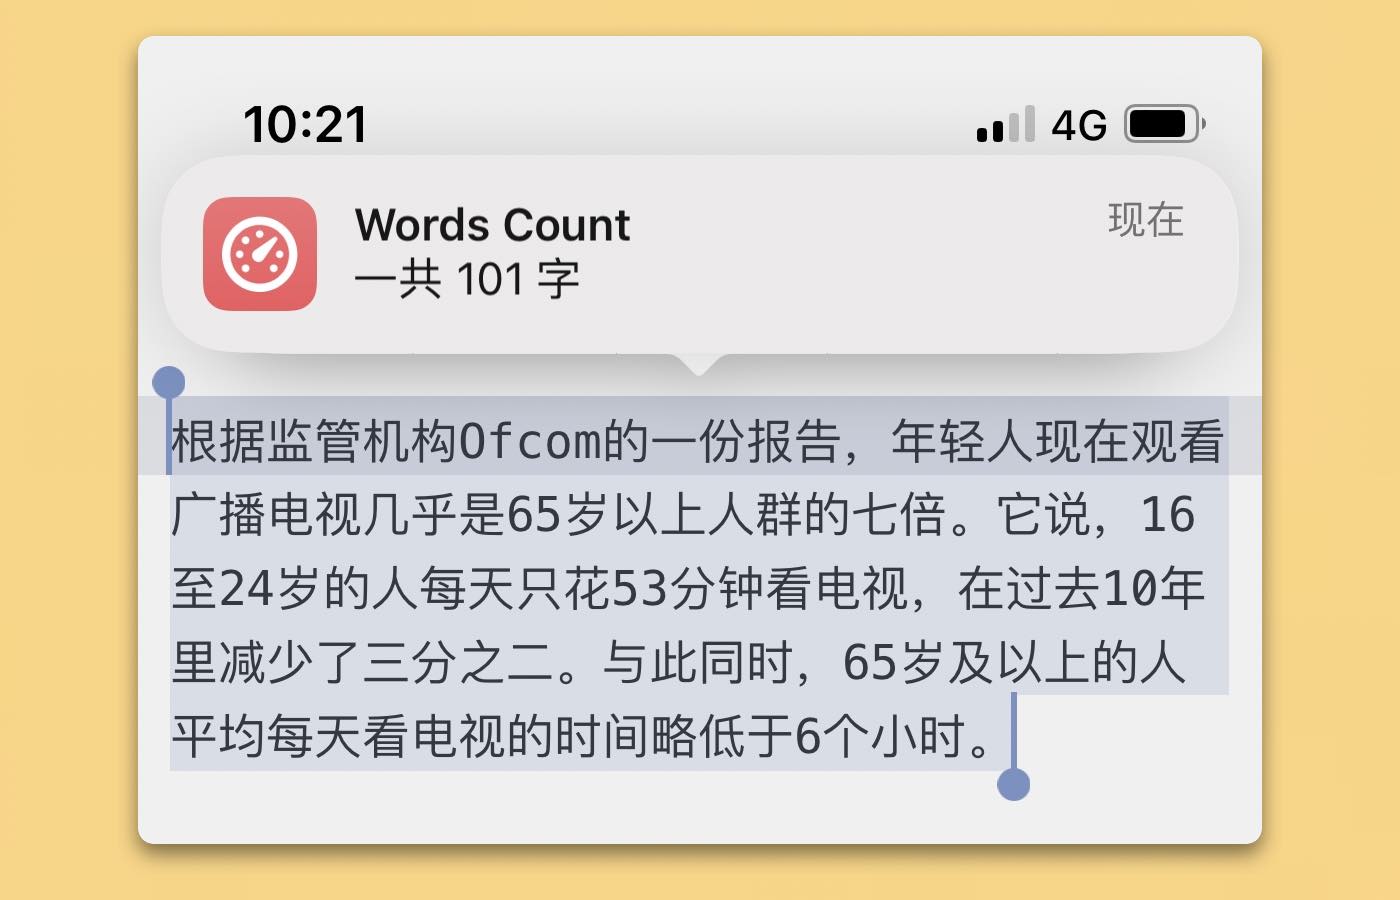 10:21
4G
Words Count
现在
一共 101 字
根据监管机构Ofcom的一份报告，年轻人现在观看
广播电视几乎是65岁以上人群的七倍。它说，16
至24岁的人每天只花53分钟看电视，在过去10年
里减少了三分之二。与此同时，65岁及以上的人
平均每天看电视的时间略低于6个小时。